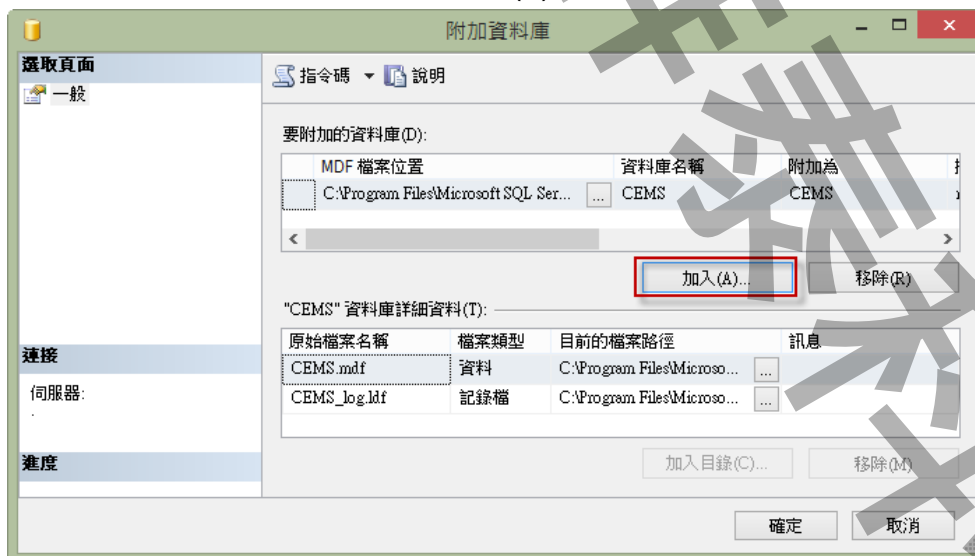 附加資料庫
選取頁面
一般
指令碼 說明
要附加的資料庫(D):
MDF 檔案位置 資料庫名稱 附加為
C:\Program Files\Microsoft SQL Ser... ... CEMS CEMS
加入(A)... 移除(R)
"CEMS" 資料庫詳細資料(T):
原始檔案名稱 檔案類型 目前的檔案路徑 訊息
CEMS.mdf 資料 C:\Program Files\Microso... ...
CEMS_log.ldf 記錄檔 C:\Program Files\Microso... ...
連接
伺服器:
.
進度
加入目錄(C)... 移除(M)
確定 取消